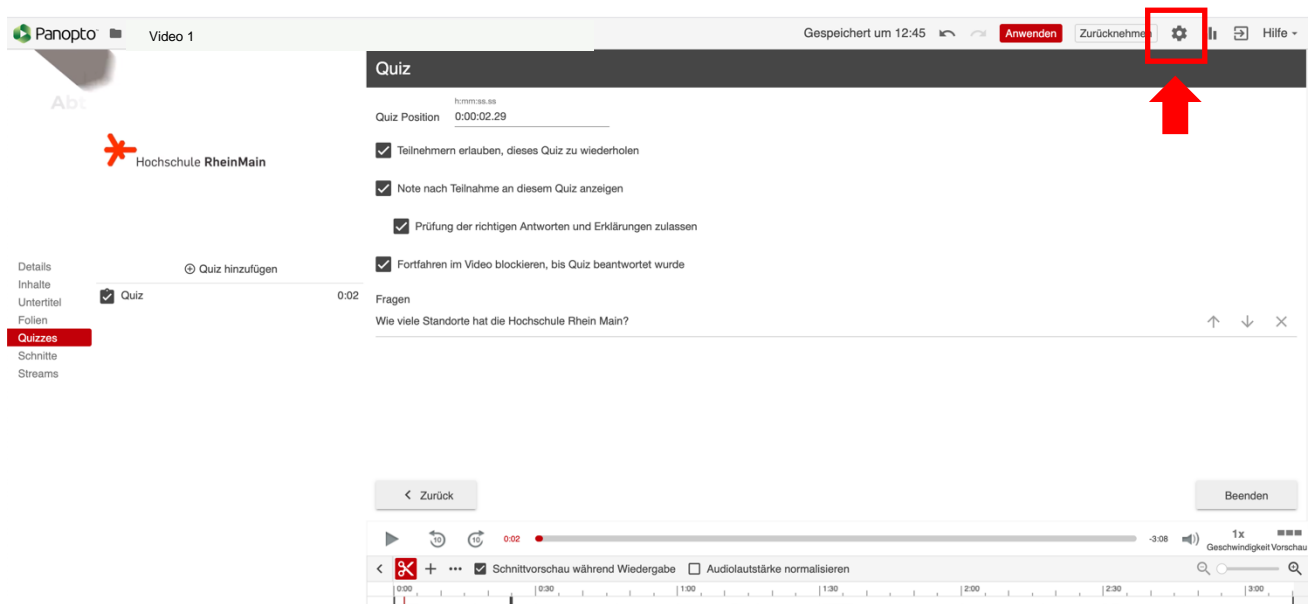 Panopto Video 1 Gespeichert um 12:45 Anwenden Zurücknehmen Hilfe
Quiz
h:mm:ss.ss
Quiz Position 0:00:02.29
Teilnehmern erlauben, dieses Quiz zu wiederholen
Hochschule RheinMain
Note nach Teilnahme an diesem Quiz anzeigen
Prüfung der richtigen Antworten und Erklärungen zulassen
Fortfahren im Video blockieren, bis Quiz beantwortet wurde
Details
Inhalte
Untertitel
Folien
Quizzes
Schnitte
Streams
Quiz hinzufügen
Quiz 0:02
Fragen
Wie viele Standorte hat die Hochschule Rhein Main?
Zurück Beenden
10 10 0:02 -3:08 1x
Geschwindigkeit Vorschau
Schnittvorschau während Wiedergabe Audiolautstärke normalisieren
0:00 0:30 1:00 1:30 2:00 2:30 3:00